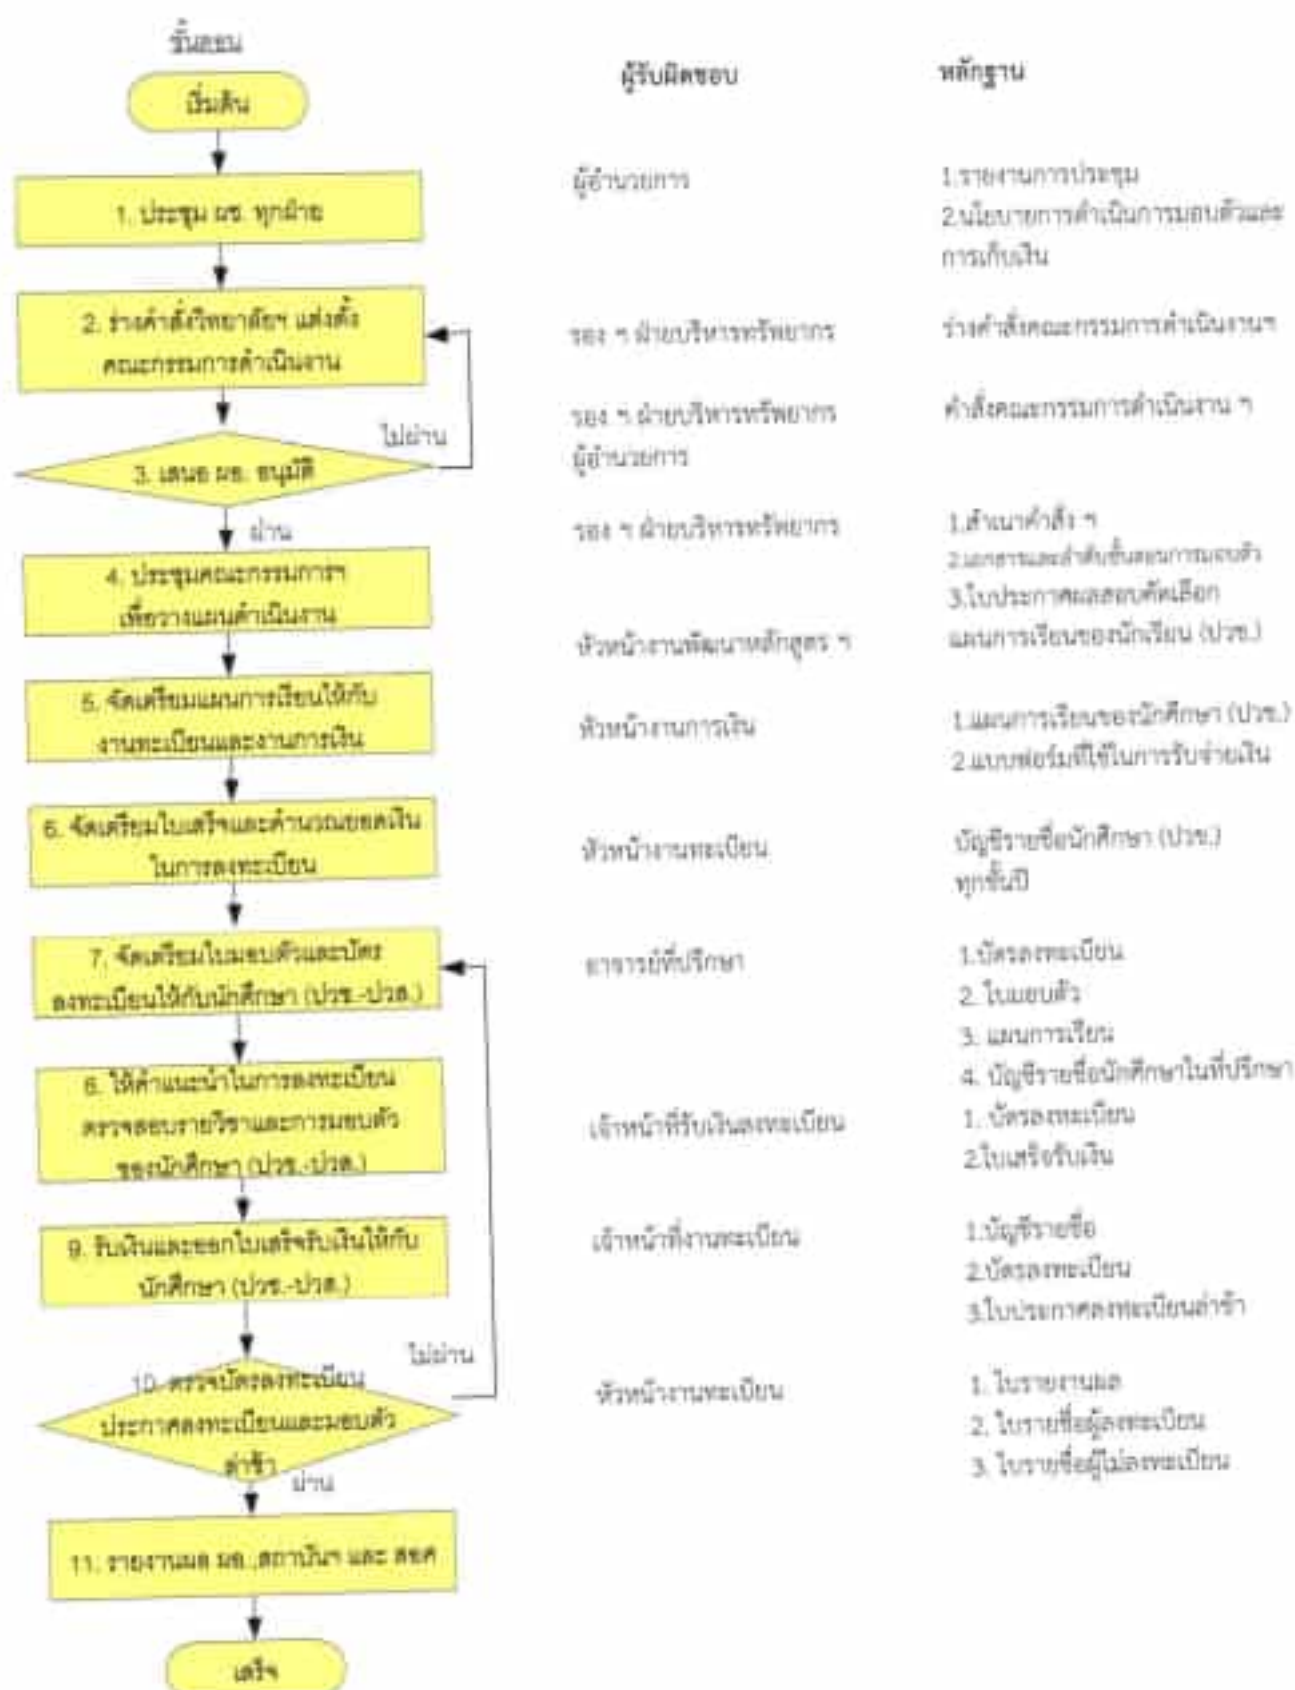 ขั้นตอน
ผู้รับผิดชอบ
หลักฐาน
เริ่มต้น
1. ประชุม ผช. ทุกฝ่าย
ผู้อำนวยการ
1.รายงานการประชุม
2.นโยบายการดำเนินการมอบตัวและ
การเก็บเงิน
2. ร่างคำสั่งวิทยาลัยฯ แต่งตั้ง
คณะกรรมการดำเนินงาน
รอง ฯ ฝ่ายบริหารทรัพยากร
ร่างคำสั่งคณะกรรมการดำเนินงานฯ
ไม่ผ่าน
3. เสนอ ผอ. อนุมัติ
รอง ฯ ฝ่ายบริหารทรัพยากร
ผู้อำนวยการ
คำสั่งคณะกรรมการดำเนินงาน ฯ
ผ่าน
4. ประชุมคณะกรรมการฯ
เพื่อวางแผนดำเนินงาน
รอง ฯ ฝ่ายบริหารทรัพยากร
1.สำเนาคำสั่ง ฯ
2.เอกสารและลำดับขั้นตอนการมอบตัว
3.ใบประกาศผลสอบคัดเลือก
5. จัดเตรียมแผนการเรียนให้กับ
งานทะเบียนและงานการเงิน
หัวหน้างานพัฒนาหลักสูตร ฯ
แผนการเรียนของนักเรียน (ปวช.)
6. จัดเตรียมใบเสร็จและคำนวณยอดเงิน
ในการลงทะเบียน
หัวหน้างานการเงิน
1.แผนการเรียนของนักศึกษา (ปวช.)
2.แบบฟอร์มที่ใช้ในการรับจ่ายเงิน
7. จัดเตรียมใบมอบตัวและบัตร
ลงทะเบียนให้กับนักศึกษา (ปวช.-ปวส.)
หัวหน้างานทะเบียน
บัญชีรายชื่อนักศึกษา (ปวช.)
ทุกชั้นปี
8. ให้คำแนะนำในการลงทะเบียน
ตรวจสอบรายวิชาและการมอบตัว
ของนักศึกษา (ปวช.-ปวส.)
อาจารย์ที่ปรึกษา
1.บัตรลงทะเบียน
2. ใบมอบตัว
3. แผนการเรียน
4. บัญชีรายชื่อนักศึกษาในที่ปรึกษา
9. รับเงินและออกใบเสร็จรับเงินให้กับ
นักศึกษา (ปวช.-ปวส.)
เจ้าหน้าที่รับเงินลงทะเบียน
1. บัตรลงทะเบียน
2.ใบเสร็จรับเงิน
ไม่ผ่าน
10. ตรวจบัตรลงทะเบียน
ประกาศลงทะเบียนและมอบตัว
ล่าช้า
เจ้าหน้าที่งานทะเบียน
1.บัญชีรายชื่อ
2.บัตรลงทะเบียน
3.ใบประกาศลงทะเบียนล่าช้า
ผ่าน
11. รายงานผล ผอ.,สถาบันฯ และ สอศ
หัวหน้างานทะเบียน
1. ใบรายงานผล
2. ใบรายชื่อผู้ลงทะเบียน
3. ใบรายชื่อผู้ไม่ลงทะเบียน
เสร็จ